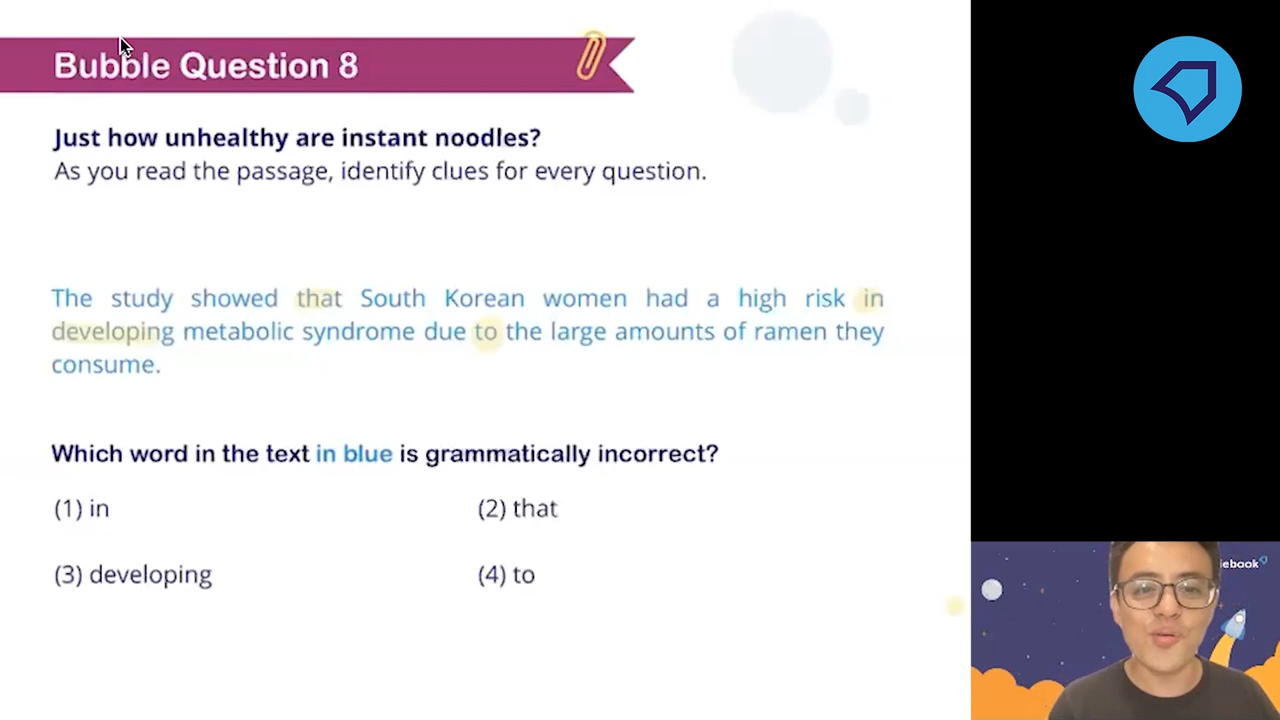 Bubble Question 8
Just how unhealthy are instant noodles?
As you read the passage, identify clues for every question.
The study showed that South Korean women had a high risk in
developing metabolic syndrome due to the large amounts of ramen they
consume.
Which word in the text in blue is grammatically incorrect?
(1) in
(2) that
(3) developing
(4) to
iebook